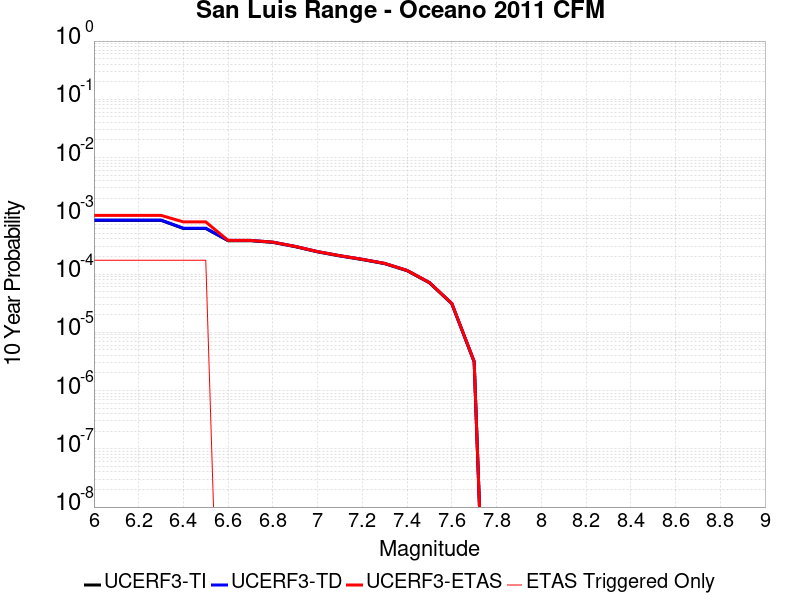 San Luis Range - Oceano 2011 CFM
10 0
10 -1
10 -2
10 -3
10 -4
10 -5
10 -6
10 -7
10 -8
10 Year Probability
6 6.2 6.4 6.6 6.8 7 7.2 7.4 7.6 7.8 8 8.2 8.4 8.6 8.8 9
Magnitude
UCERF3-TI UCERF3-TD UCERF3-ETAS ETAS Triggered Only